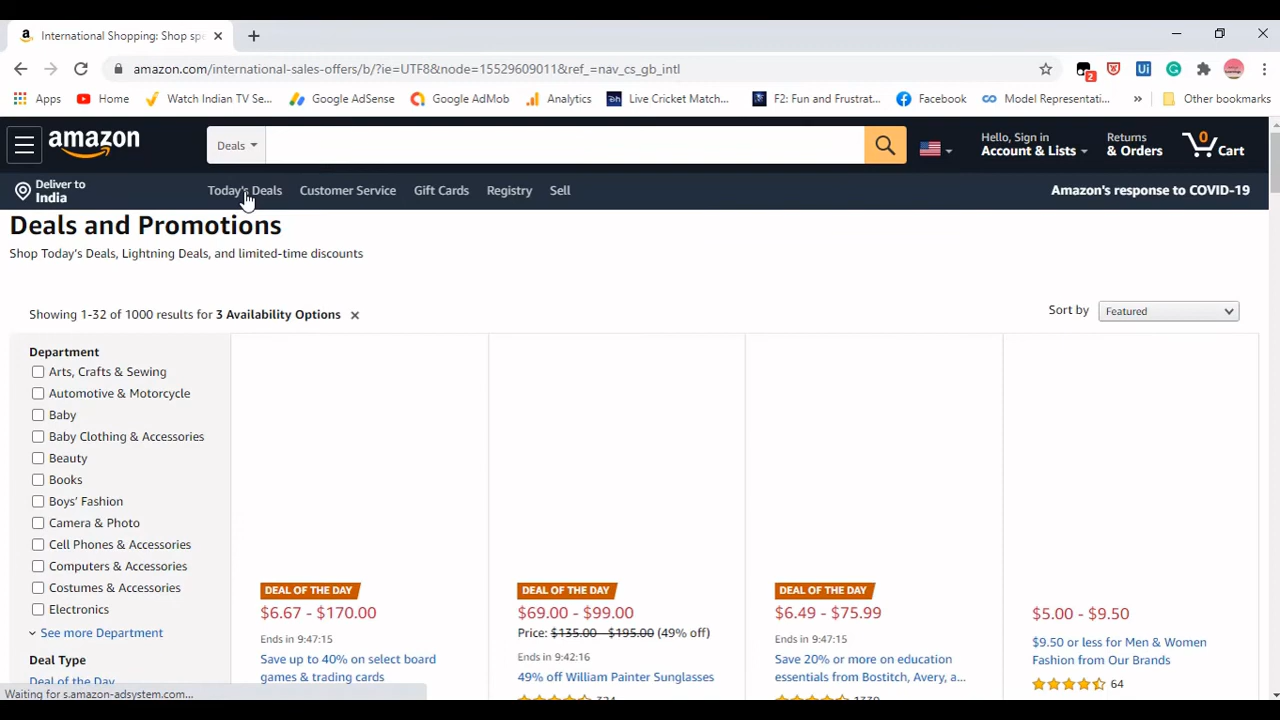 International Shopping: Shop spe
amazon.com/international-sales-offers/b/?ie=UTF8&node=15529609011&ref_=nav_cs_gb_intl
2
Apps
Home
Watch Indian TV Se...
Google AdSense
Google AdMob
Analytics
Live Cricket Match...
F2: Fun and Frustrat...
Facebook
Model Representati...
Other bookmarks
amazon
Deals
Hello, Sign in
Account & Lists
Returns
& Orders
0
Cart
Deliver to
India
Today's Deals
Customer Service
Gift Cards
Registry
Sell
Amazon's response to COVID-19
Deals and Promotions
Shop Today's Deals, Lightning Deals, and limited-time discounts
Showing 1-32 of 1000 results for 3 Availability Options
Sort by
Featured
Department
Arts, Crafts & Sewing
Automotive & Motorcycle
Baby
Baby Clothing & Accessories
Beauty
Books
Boys' Fashion
Camera & Photo
Cell Phones & Accessories
Computers & Accessories
Costumes & Accessories
Electronics
See more Department
Deal Type
Deal of the Day
DEAL OF THE DAY
$6.67 - $170.00
Ends in 9:47:15
Save up to 40% on select board
games & trading cards
DEAL OF THE DAY
$69.00 - $99.00
Price: $135.00 - $195.00 (49% off)
Ends in 9:42:16
49% off William Painter Sunglasses
324
DEAL OF THE DAY
$6.49 - $75.99
Ends in 9:47:15
Save 20% or more on education
essentials from Bostitch, Avery, a...
1339
$5.00 - $9.50
$9.50 or less for Men & Women
Fashion from Our Brands
64
Waiting for s.amazon-adsystem.com...